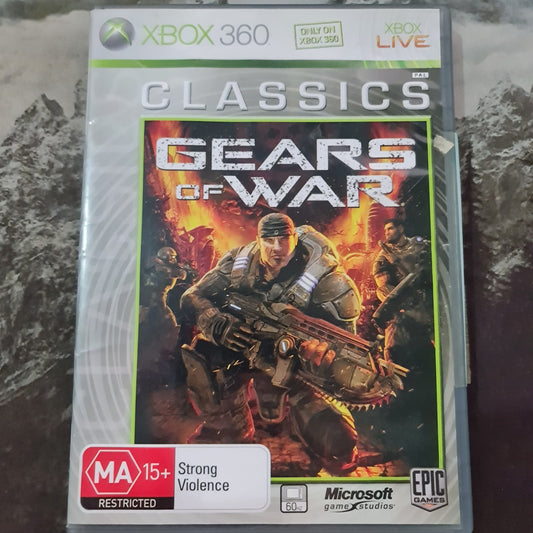 XBOX 360
ONLY ON
XBOX 360
XBOX
LIVE
PAL
CLASSICS
GEARS
OF WAR
MA 15+
Strong
Violence
RESTRICTED
60Hz
Microsoft
game studios
EPIC
GAMES